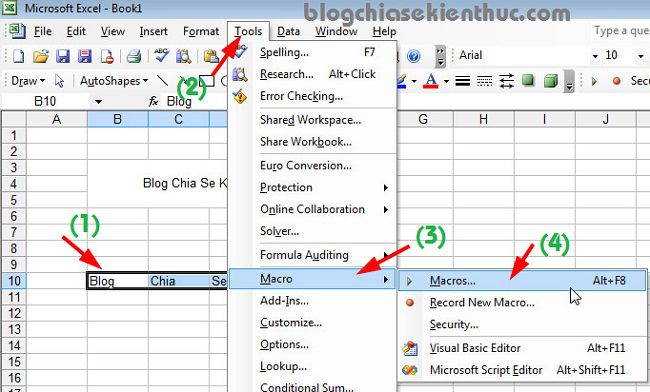 Microsoft Excel - Book1
blogchiasekienthuc.com
File Edit View Insert Format Tools Data Window Help
(2)
Arial 10
Draw AutoShapes
B10 Blog
A B C G H I J
Spelling... F7
Research... Alt+Click
Error Checking...
Shared Workspace...
Share Workbook...
Euro Conversion...
Protection
Online Collaboration
Solver...
Formula Auditing
Macro
Add-Ins...
Customize...
Options...
Lookup...
Conditional Sum...
1
2
3
4 Blog Chia Se K
5
6
7 (1)
8 (3) (4)
9
10 Blog Chia Se
11
12
13
14
15
16
17
Macros... Alt+F8
Record New Macro...
Security...
Visual Basic Editor Alt+F11
Microsoft Script Editor Alt+Shift+F11